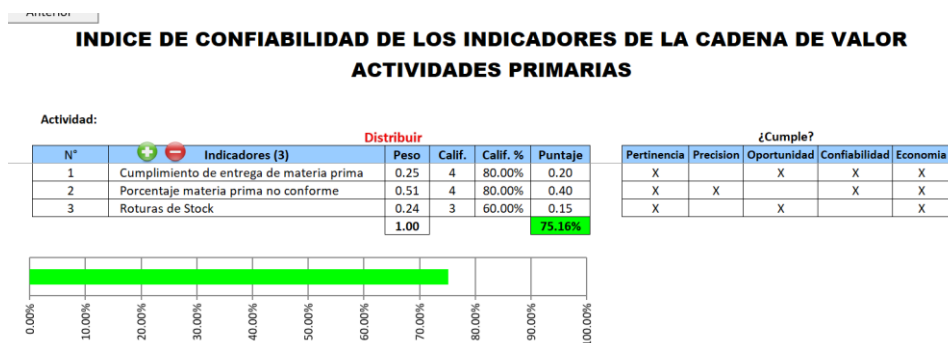 Anterior
INDICE DE CONFIABILIDAD DE LOS INDICADORES DE LA CADENA DE VALOR
ACTIVIDADES PRIMARIAS
Actividad:
Distribuir ¿Cumple?
N° Indicadores (3) Peso Calif. Calif. % Puntaje Pertinencia Precision Oportunidad Confiabilidad Economia
1 Cumplimiento de entrega de materia prima 0.25 4 80.00% 0.20 X X X X
2 Porcentaje materia prima no conforme 0.51 4 80.00% 0.40 X X X X
3 Roturas de Stock 0.24 3 60.00% 0.15 X X X
1.00 75.16%
0.00% 10.00% 20.00% 30.00% 40.00% 50.00% 60.00% 70.00% 80.00% 90.00% 100.00%